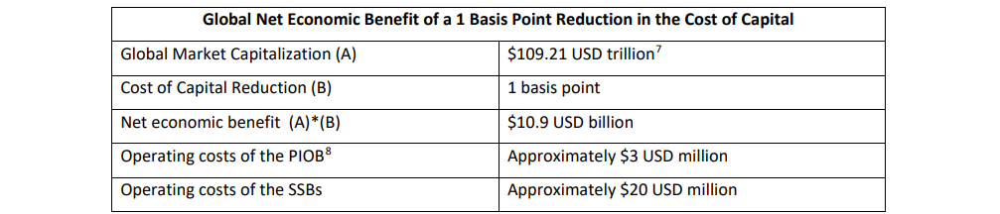 Global Net Economic Benefit of a 1 Basis Point Reduction in the Cost of Capital
Global Market Capitalization (A) $109.21 USD trillion⁷
Cost of Capital Reduction (B) 1 basis point
Net economic benefit (A)*(B) $10.9 USD billion
Operating costs of the PIOB⁸ Approximately $3 USD million
Operating costs of the SSBs Approximately $20 USD million